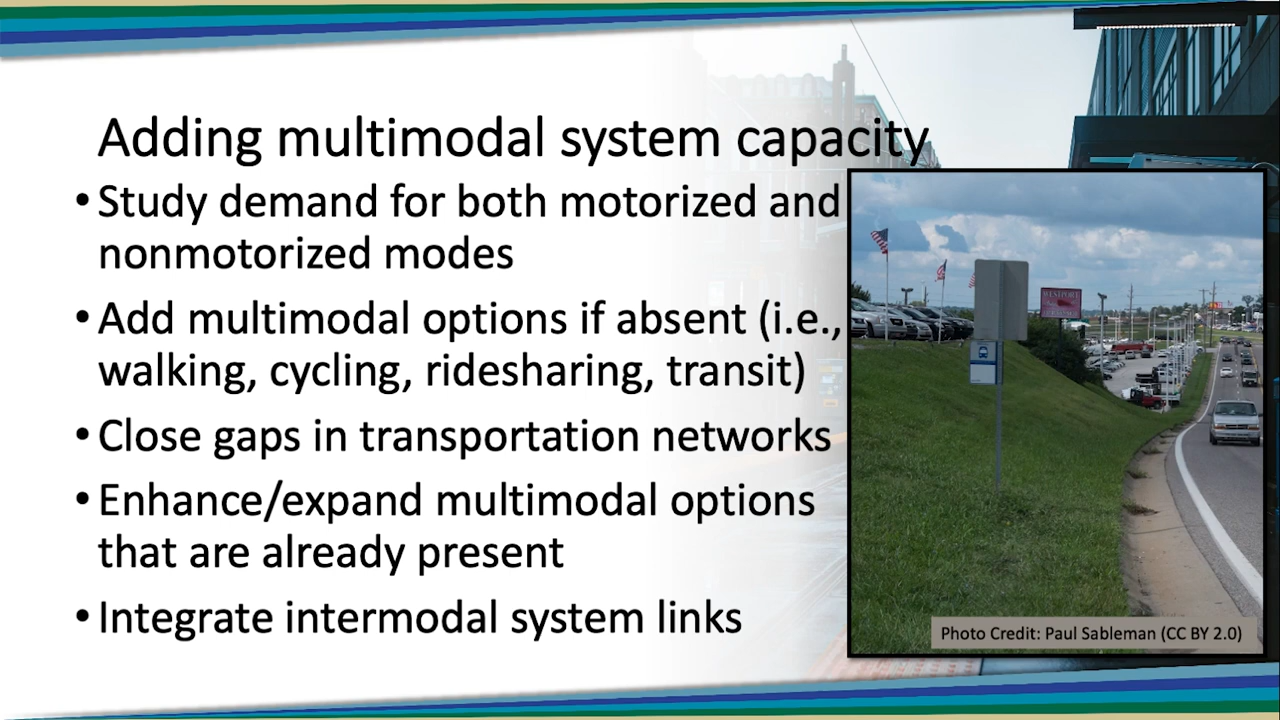 Adding multimodal system capacity
•Study demand for both motorized and
nonmotorized modes
•Add multimodal options if absent (i.e.,
walking, cycling, ridesharing, transit)
•Close gaps in transportation networks
•Enhance/expand multimodal options
that are already present
•Integrate intermodal system links
WESTPORT
Photo Credit: Paul Sableman (CC BY 2.0)